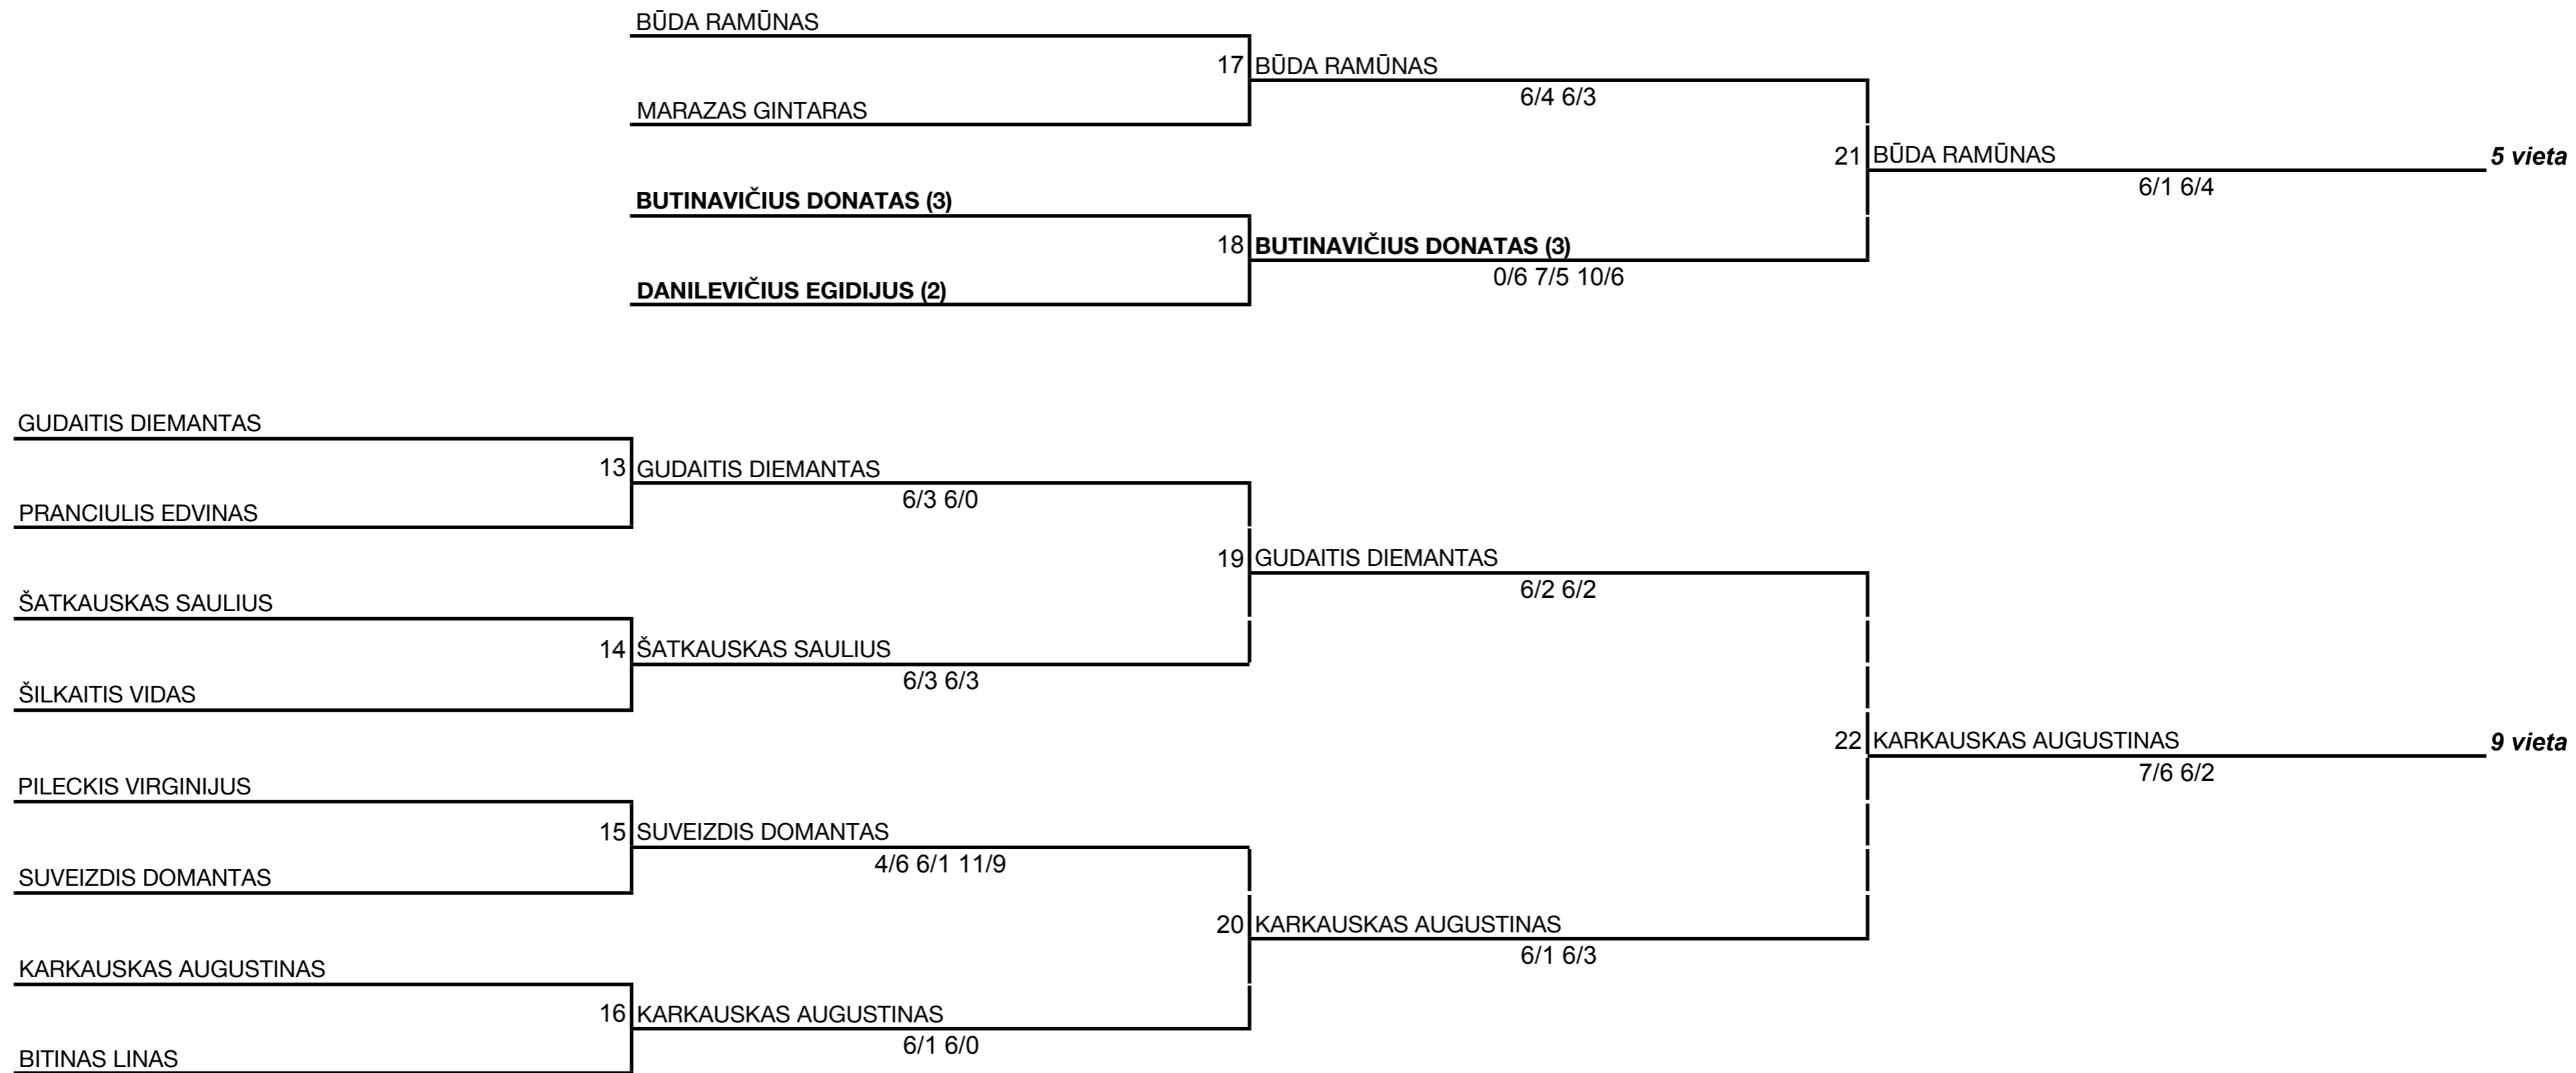 BŪDA RAMŪNAS
17 BŪDA RAMŪNAS
6/4 6/3
MARAZAS GINTARAS
21 BŪDA RAMŪNAS 5 vieta
6/1 6/4
BUTINAVIČIUS DONATAS (3)
18 BUTINAVIČIUS DONATAS (3)
0/6 7/5 10/6
DANILEVIČIUS EGIDIJUS (2)
GUDAITIS DIEMANTAS
13 GUDAITIS DIEMANTAS
6/3 6/0
PRANCIULIS EDVINAS
19 GUDAITIS DIEMANTAS
6/2 6/2
ŠATKAUSKAS SAULIUS
14 ŠATKAUSKAS SAULIUS
6/3 6/3
ŠILKAITIS VIDAS
22 KARKAUSKAS AUGUSTINAS 9 vieta
7/6 6/2
PILECKIS VIRGINIJUS
15 SUVEIZDIS DOMANTAS
4/6 6/1 11/9
SUVEIZDIS DOMANTAS
20 KARKAUSKAS AUGUSTINAS
6/1 6/3
KARKAUSKAS AUGUSTINAS
16 KARKAUSKAS AUGUSTINAS
6/1 6/0
BITINAS LINAS